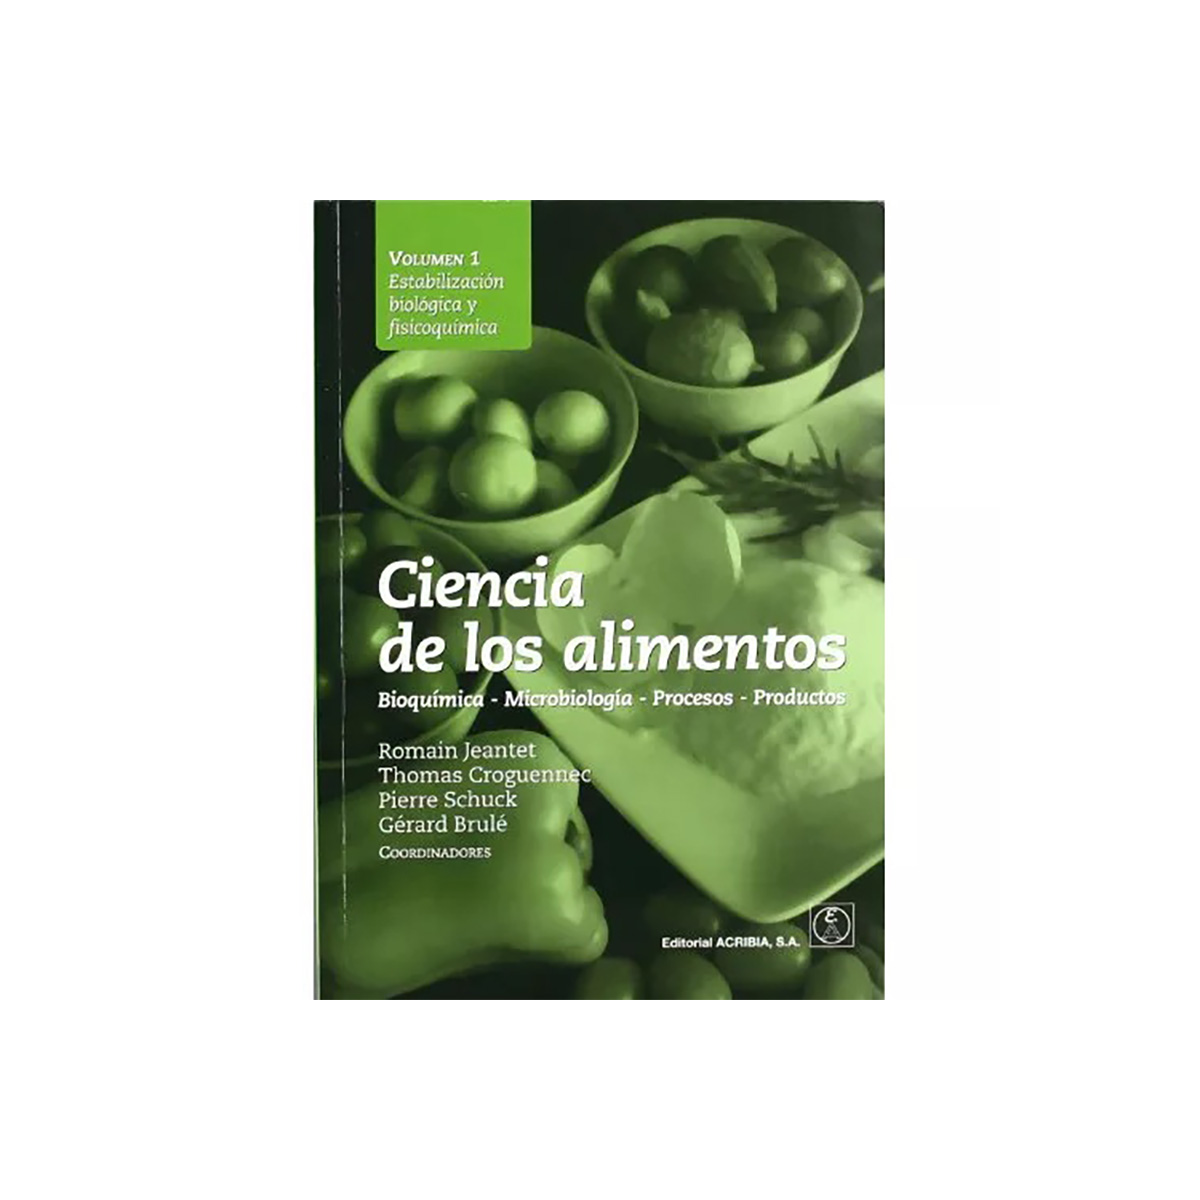 VOLUMEN 1
Estabilización
biológica y
fisicoquímica
Ciencia
de los alimentos
Bioquímica - Microbiología - Procesos - Productos
Romain Jeantet
Thomas Croguennec
Pierre Schuck
Gérard Brulé
COORDINADORES
Editorial ACRIBIA, S.A.